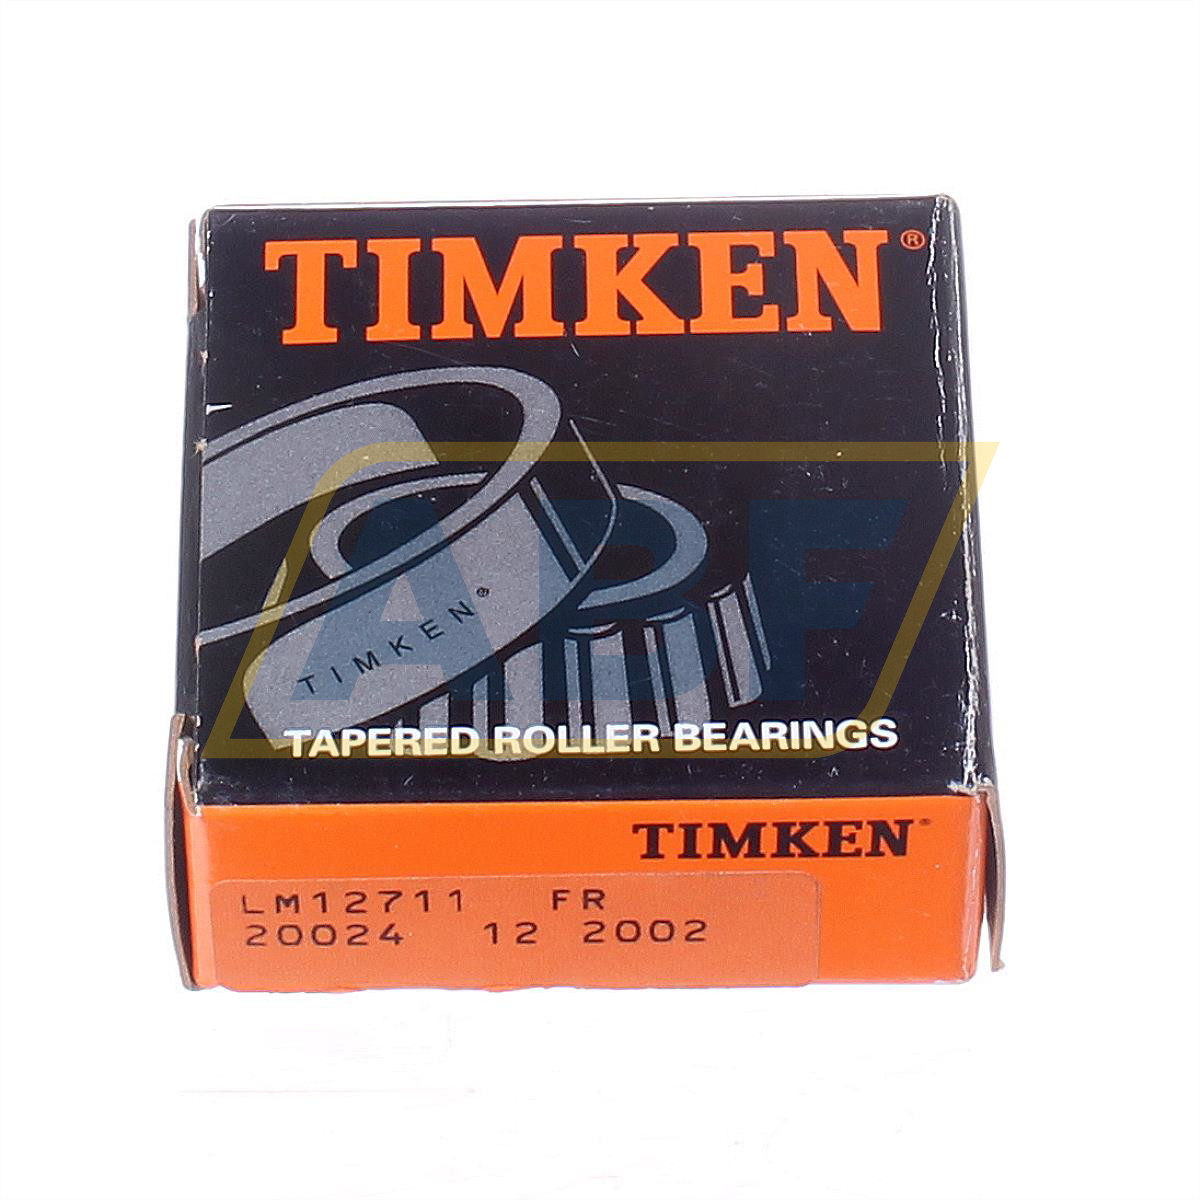 TIMKEN®
TIMKEN®
ABF
TAPERED ROLLER BEARINGS
TIMKEN®
LM12711 FR
20024 12 2002